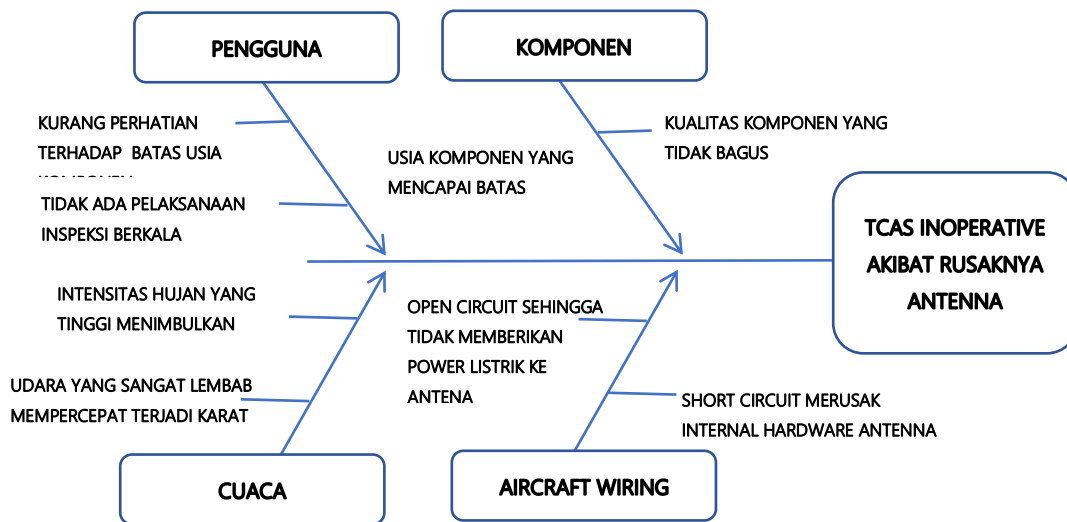 PENGGUNA
KOMPONEN
KURANG PERHATIAN
TERHADAP BATAS USIA
TIDAK ADA PELAKSANAAN
INSPEKSI BERKALA
USIA KOMPONEN YANG
MENCAPAI BATAS
KUALITAS KOMPONEN YANG
TIDAK BAGUS
TCAS INOPERATIVE
AKIBAT RUSAKNYA
ANTENNA
INTENSITAS HUJAN YANG
TINGGI MENIMBULKAN
UDARA YANG SANGAT LEMBAB
MEMPERCEPAT TERJADI KARAT
OPEN CIRCUIT SEHINGGA
TIDAK MEMBERIKAN
POWER LISTRIK KE
ANTENA
SHORT CIRCUIT MERUSAK
INTERNAL HARDWARE ANTENNA
CUACA
AIRCRAFT WIRING